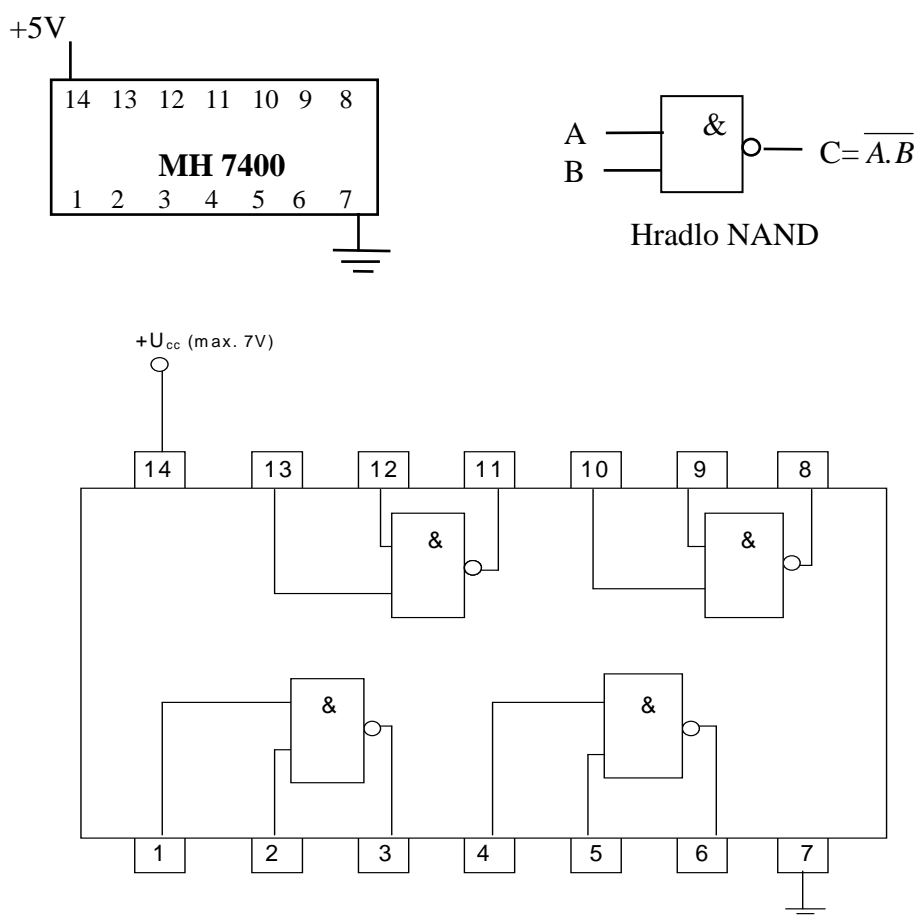 +5V
14 13 12 11 10 9 8
MH 7400
1 2 3 4 5 6 7
A
B
&
C= A.B
Hradlo NAND
+Ucc (max. 7V)
14 13 12 11 10 9 8
& &
& &
1 2 3 4 5 6 7